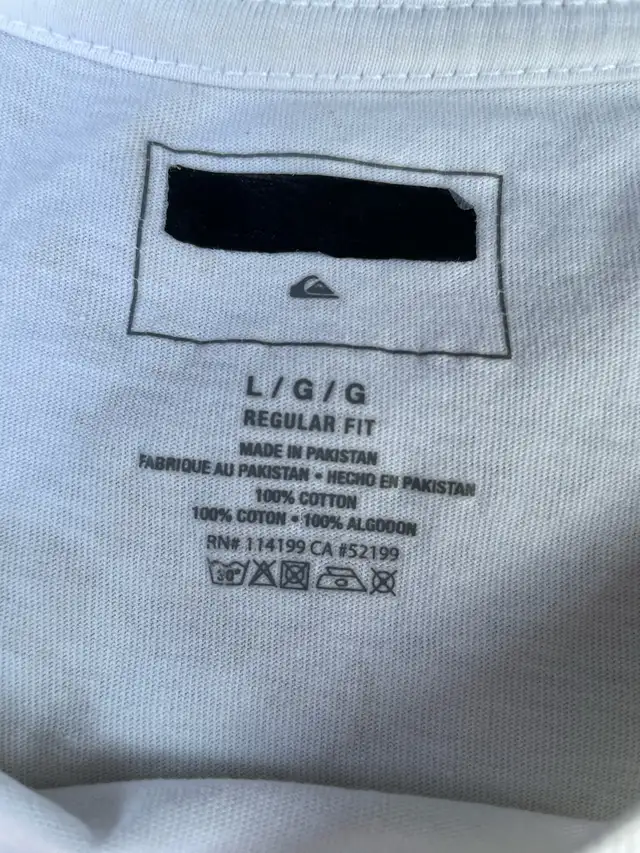 L / G / G
REGULAR FIT
MADE IN PAKISTAN
FABRIQUE AU PAKISTAN • HECHO EN PAKISTAN
100% COTTON
100% COTON • 100% ALGODON
RN# 114199 CA #52199
30°